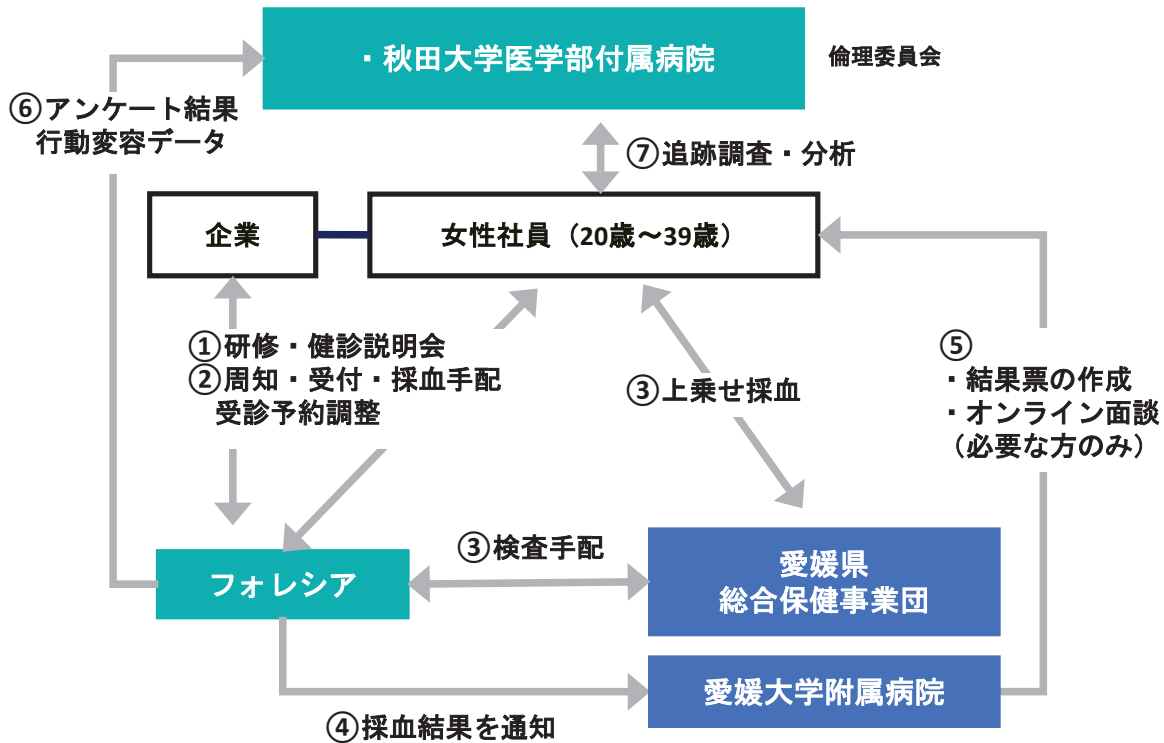 ・秋田大学医学部付属病院
倫理委員会
⑥アンケート結果
行動変容データ
⑦追跡調査・分析
企業
女性社員（20歳～39歳）
①研修・健診説明会
②周知・受付・採血手配
受診予約調整
③上乗せ採血
⑤
・結果票の作成
・オンライン面談
（必要な方のみ）
③検査手配
フォレシア
愛媛県
総合保健事業団
愛媛大学附属病院
④採血結果を通知